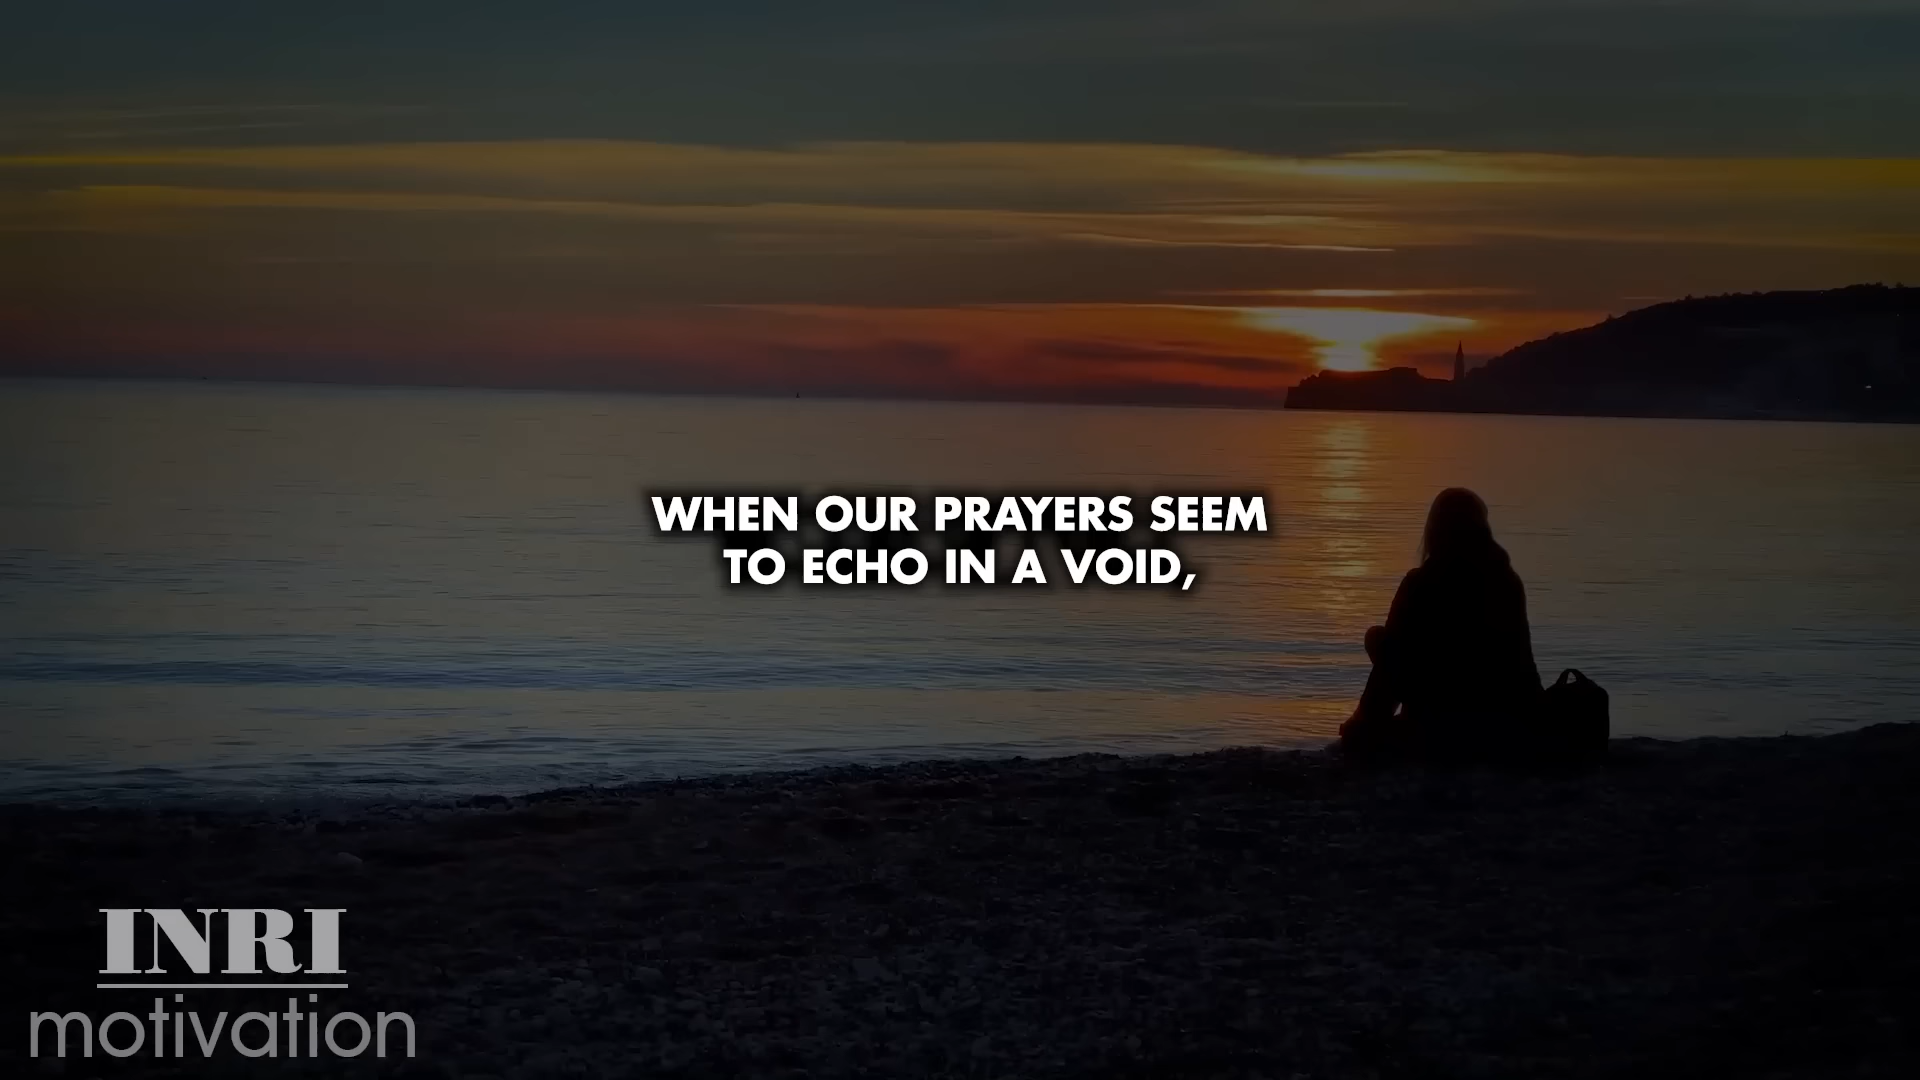 WHEN OUR PRAYERS SEEM
TO ECHO IN A VOID,
INRI
motivation